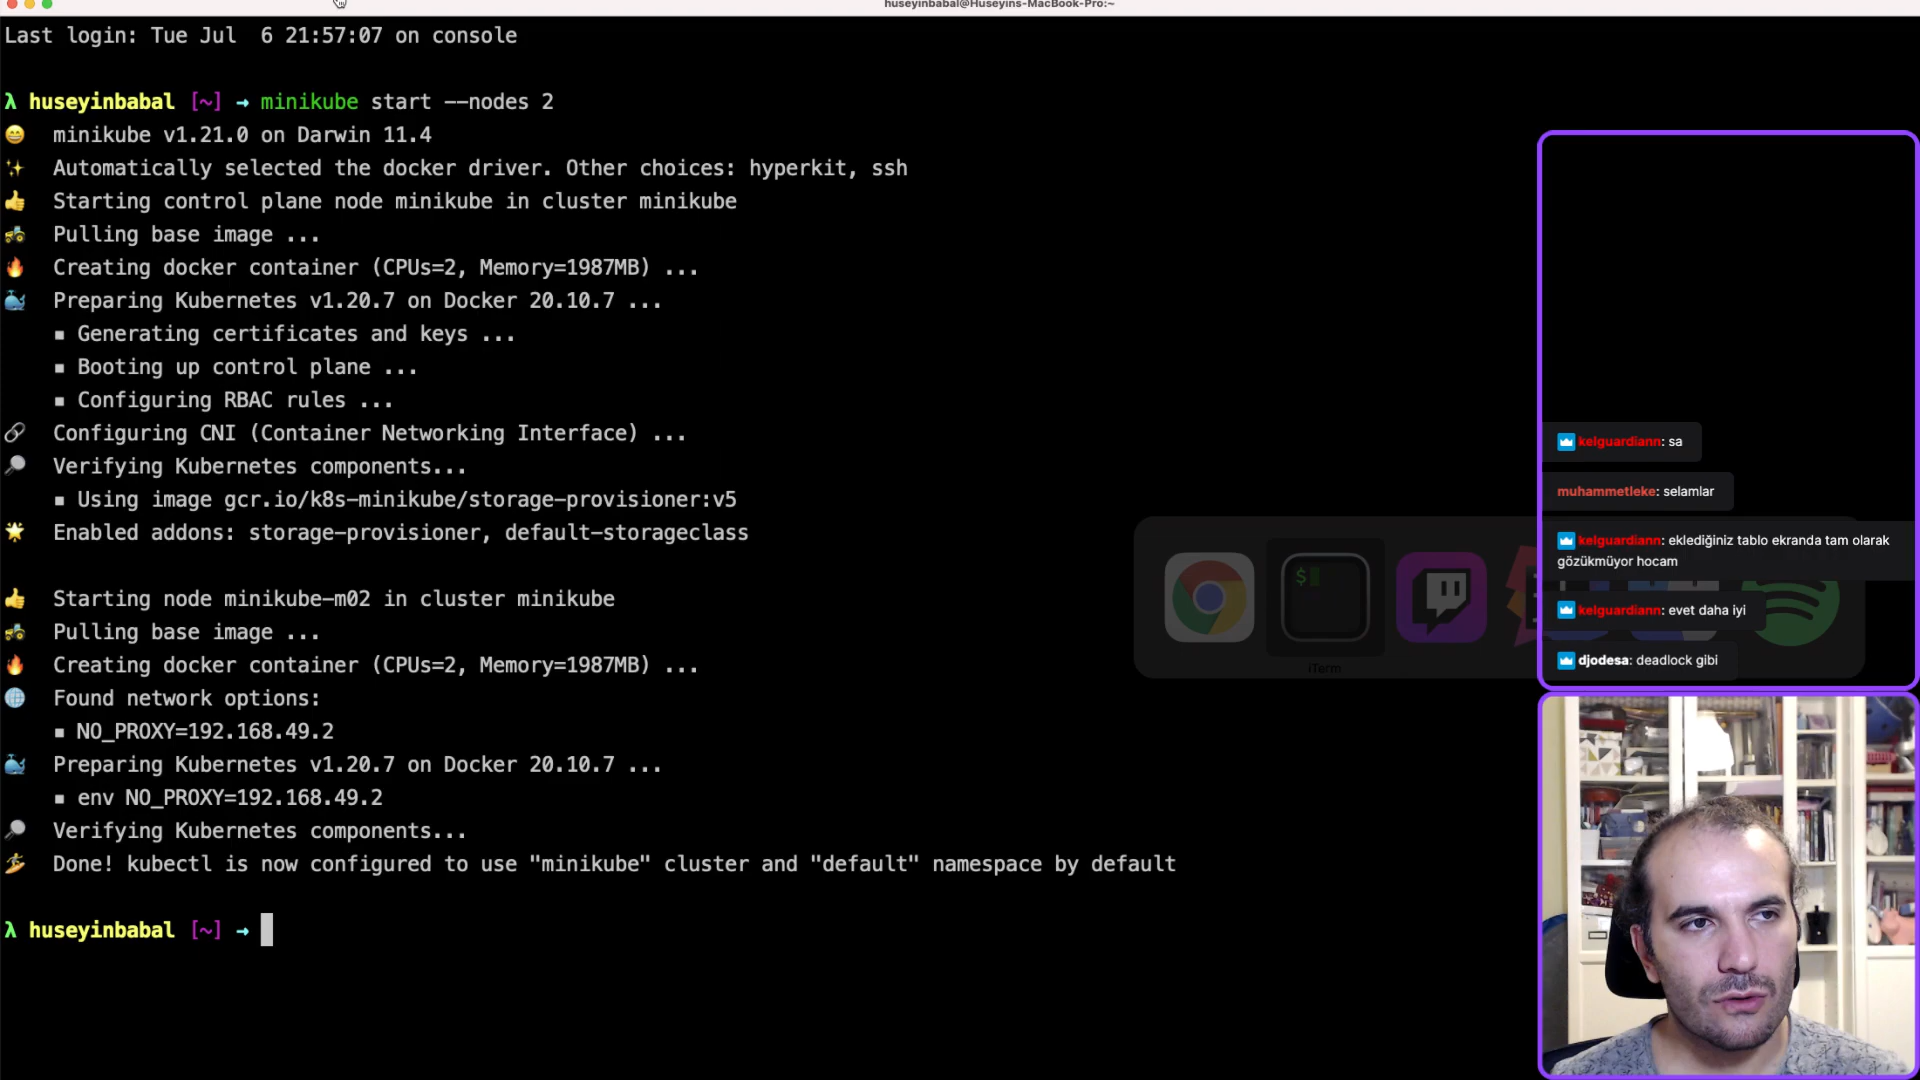 huseyinbabal@Huseyins-MacBook-Pro:~
Last login: Tue Jul  6 21:57:07 on console
λ huseyinbabal [~] → minikube start --nodes 2
😄 minikube v1.21.0 on Darwin 11.4
✨ Automatically selected the docker driver. Other choices: hyperkit, ssh
👍 Starting control plane node minikube in cluster minikube
🚜 Pulling base image ...
🔥 Creating docker container (CPUs=2, Memory=1987MB) ...
🐳 Preparing Kubernetes v1.20.7 on Docker 20.10.7 ...
▪ Generating certificates and keys ...
▪ Booting up control plane ...
▪ Configuring RBAC rules ...
🔗 Configuring CNI (Container Networking Interface) ...
🔎 Verifying Kubernetes components...
▪ Using image gcr.io/k8s-minikube/storage-provisioner:v5
🌟 Enabled addons: storage-provisioner, default-storageclass
👍 Starting node minikube-m02 in cluster minikube
🚜 Pulling base image ...
🔥 Creating docker container (CPUs=2, Memory=1987MB) ...
🌐 Found network options:
▪ NO_PROXY=192.168.49.2
🐳 Preparing Kubernetes v1.20.7 on Docker 20.10.7 ...
▪ env NO_PROXY=192.168.49.2
🔎 Verifying Kubernetes components...
🏄 Done! kubectl is now configured to use "minikube" cluster and "default" namespace by default
λ huseyinbabal [~] →
$
iTerm
kelguardiann: sa
muhammetleke: selamlar
kelguardiann: eklediğiniz tablo ekranda tam olarak
gözükmüyor hocam
kelguardiann: evet daha iyi
djodesa: deadlock gibi